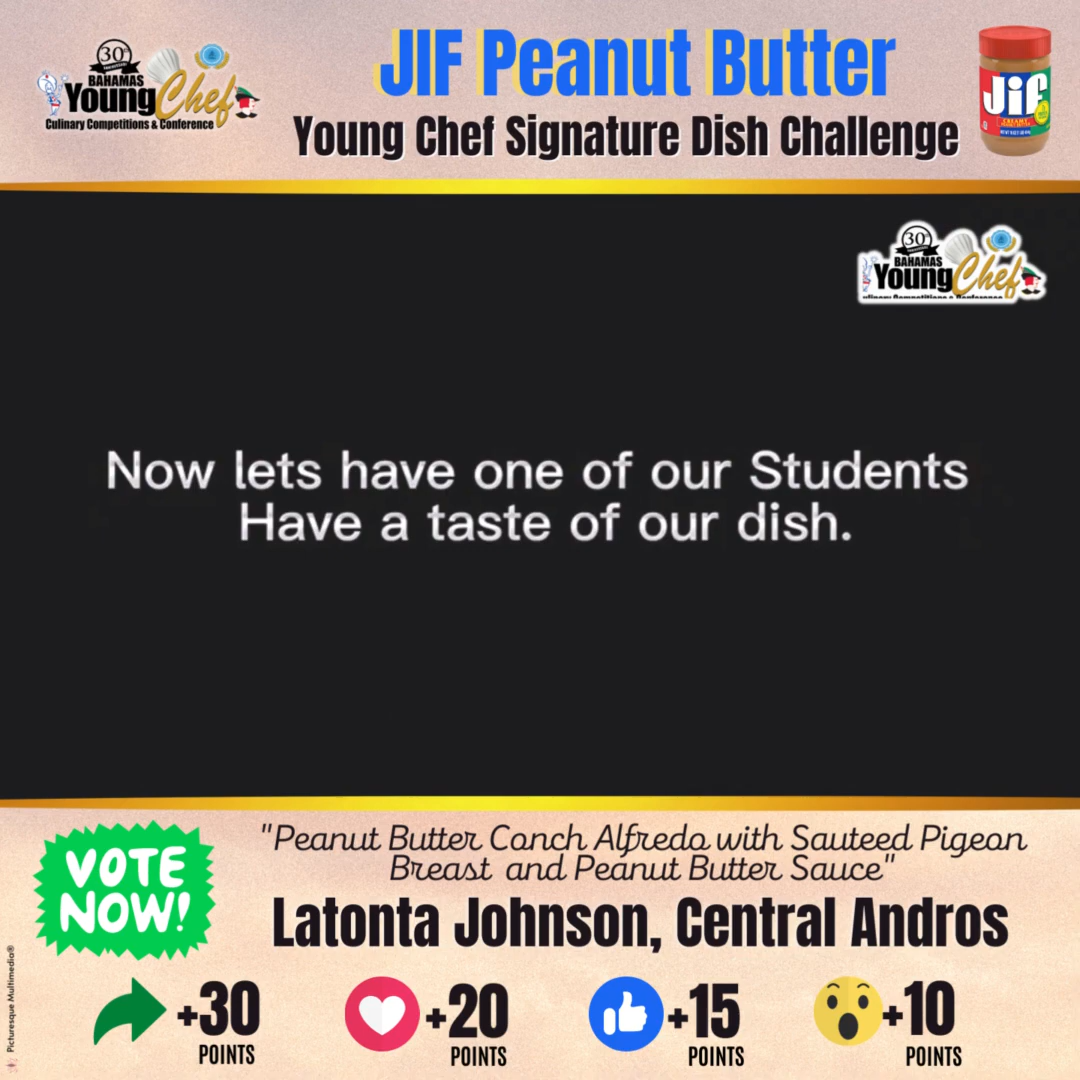 30
BAHAMAS
Young Chef
Culinary Competitions & Conference
JIF Peanut Butter
Young Chef Signature Dish Challenge
Jif
CREAMY
30
BAHAMAS
Young Chef
Now lets have one of our Students
Have a taste of our dish.
VOTE
NOW!
"Peanut Butter Conch Alfredo with Sauteed Pigeon
Breast and Peanut Butter Sauce"
Latonta Johnson, Central Andros
+30
POINTS
+20
POINTS
+15
POINTS
+10
POINTS
Picturesque Multimedia®